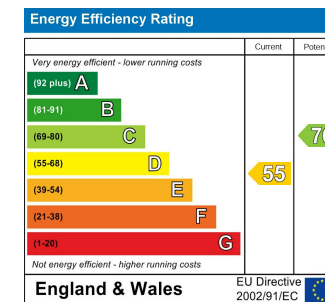 Energy Efficiency Rating
Current
Very energy efficient - lower running costs
(92 plus) A
(81-91) B
(69-80) C
(55-68) D
55
(39-54) E
(21-38) F
(1-20) G
Not energy efficient - higher running costs
England & Wales
EU Directive
2002/91/EC